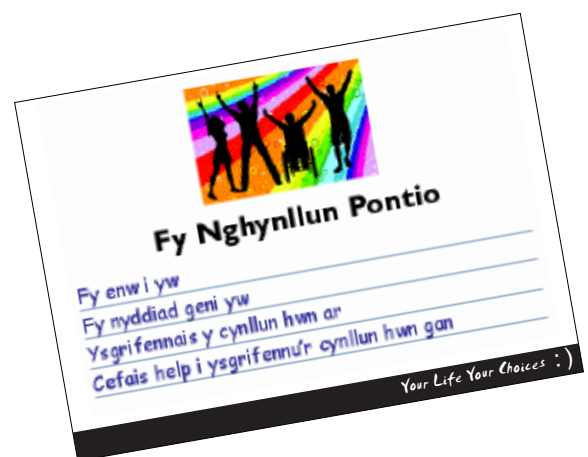 Fy Nghynllun Pontio
Fy enw i yw
Fy nyddiad geni yw
Ysgrifennais y cynllun hwn ar
Cefais help i ysgrifennu'r cynllun hwn gan
Your Life Your Choices :)